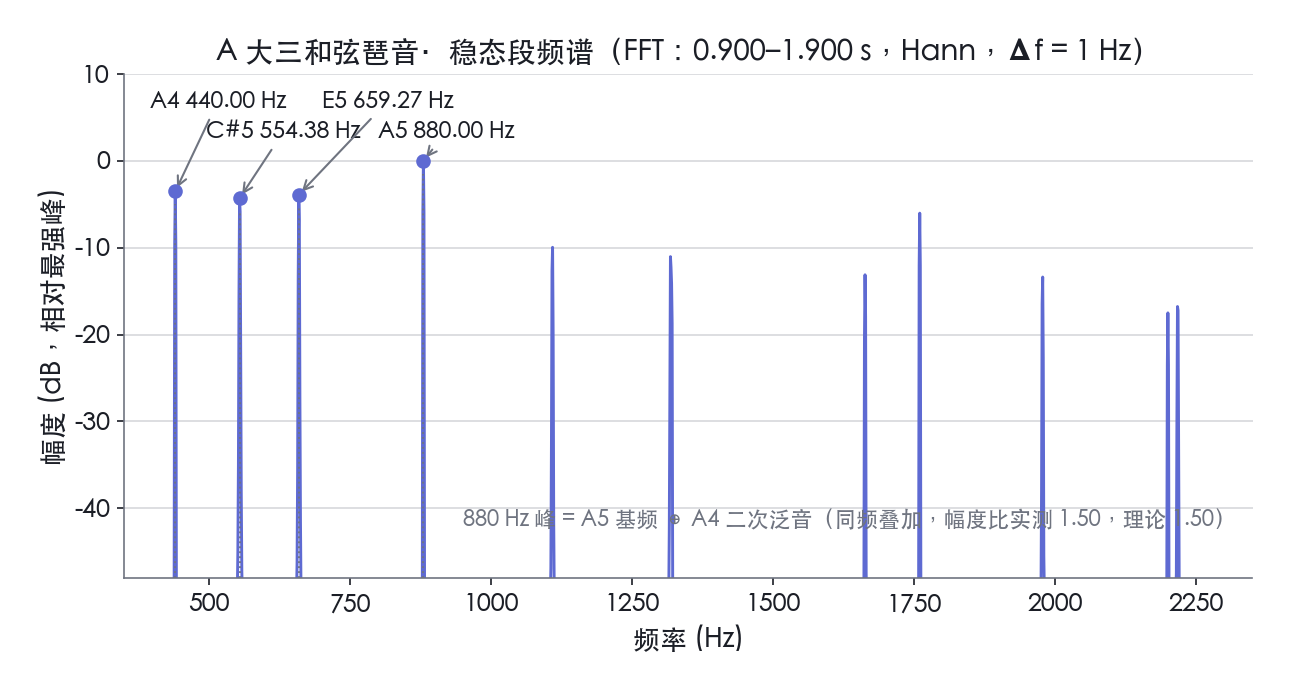 A 大三和弦琶音· 稳态段频谱（FFT：0.900–1.900 s，Hann，Δf = 1 Hz）
10
A4 440.00 Hz
E5 659.27 Hz
C#5 554.38 Hz
A5 880.00 Hz
0
-10
-20
-30
-40
幅度 (dB，相对最强峰)
880 Hz 峰 = A5 基频 ⊕ A4 二次泛音（同频叠加，幅度比实测 1.50，理论 1.50）
500
750
1000
1250
1500
1750
2000
2250
频率 (Hz)